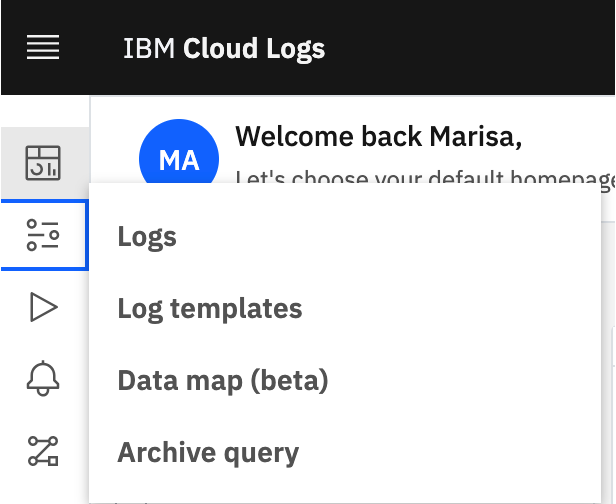 IBM Cloud Logs
MA
Welcome back Marisa,
Let's choose your default homepage
Logs
Log templates
Data map (beta)
Archive query